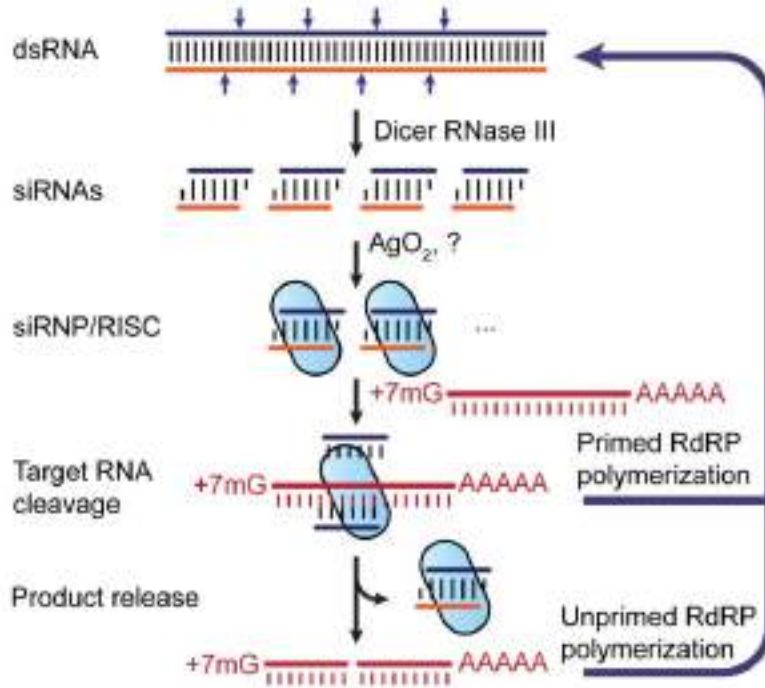 dsRNA
Dicer RNase III
siRNAs
AgO₂, ?
siRNP/RISC
...
+7mG
AAAAA
Primed RdRP
polymerization
Target RNA
cleavage
+7mG
AAAAA
Product release
Unprimed RdRP
polymerization
+7mG
AAAAA